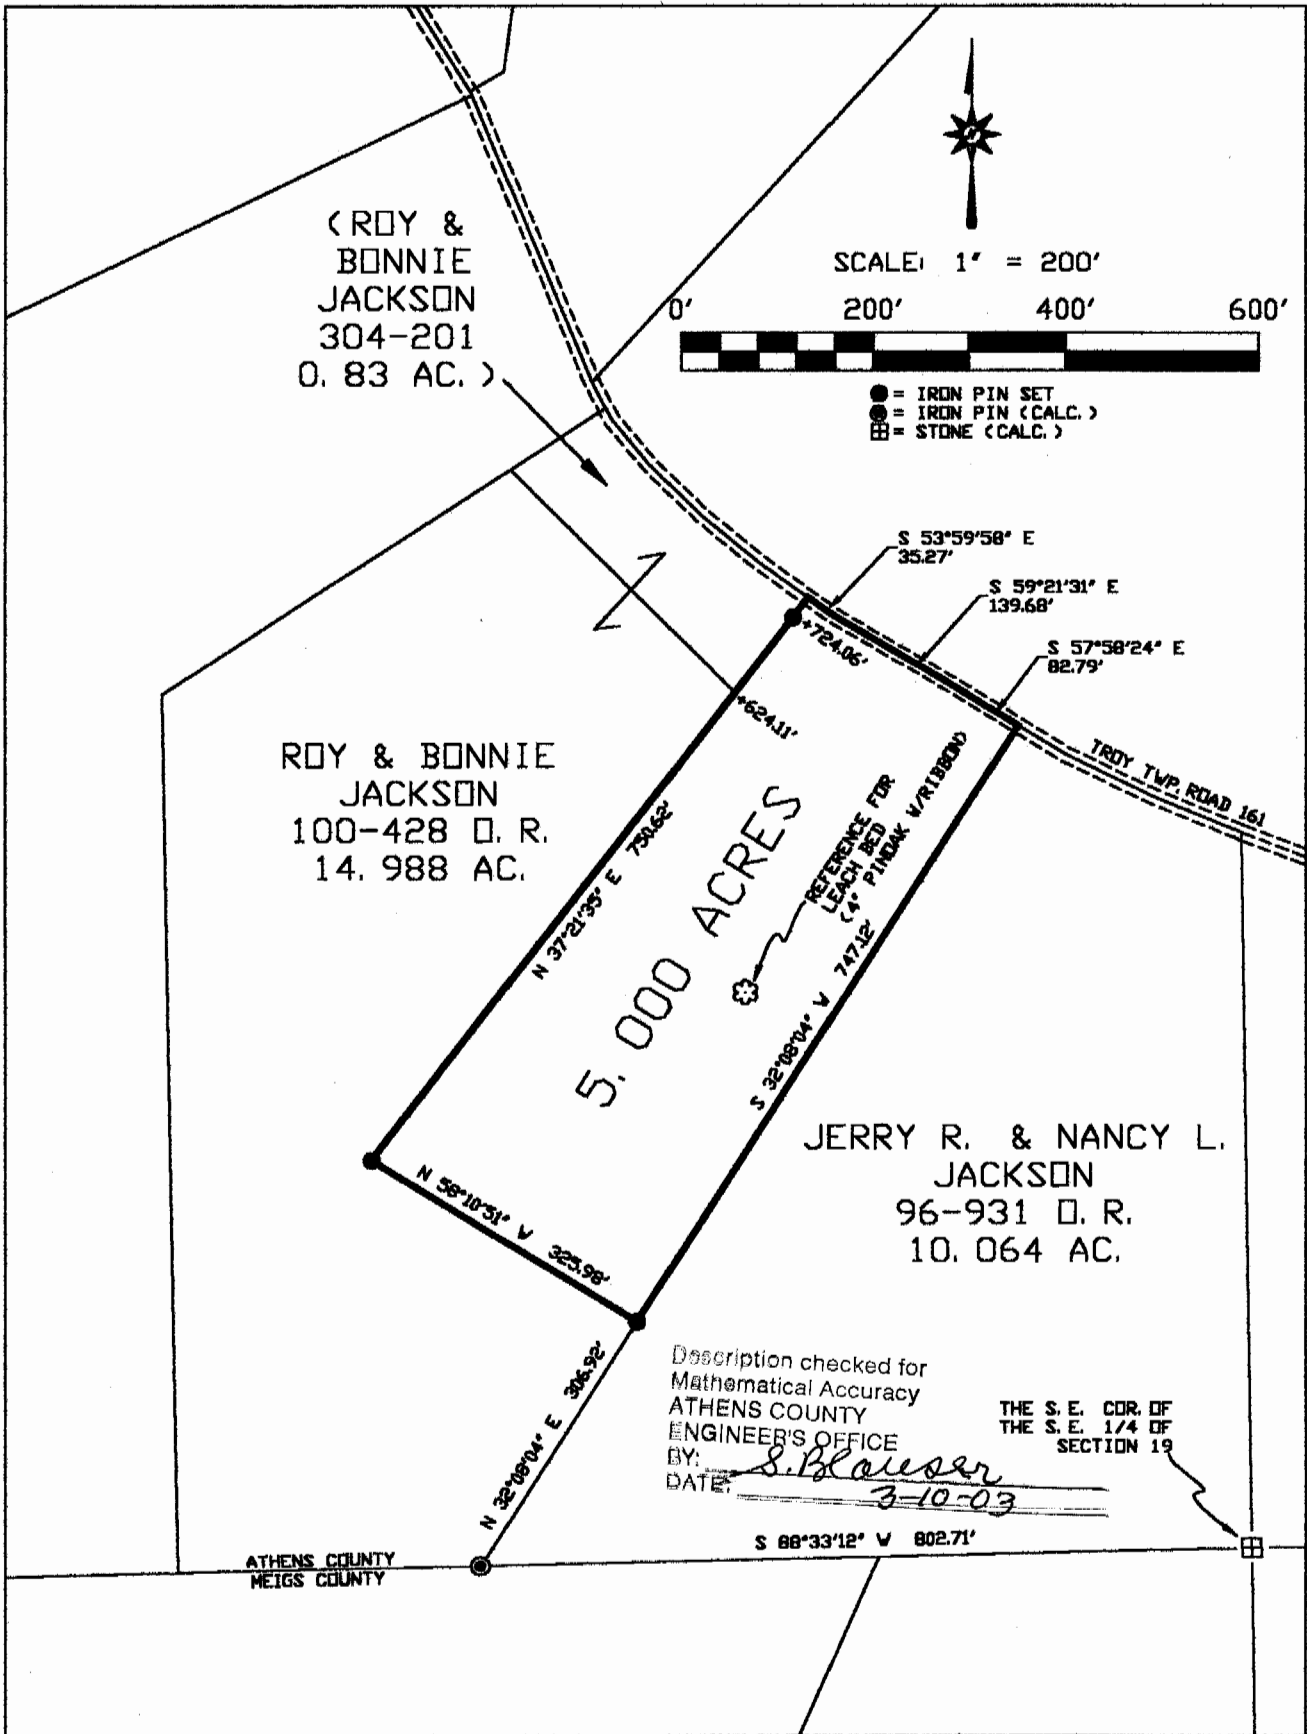 (ROY &
BONNIE
JACKSON
304-201
0.83 AC.)
SCALE: 1" = 200'
0' 200' 400' 600'
= IRON PIN SET
= IRON PIN (CALC.)
= STONE (CALC.)
S 53°59'58" E
35.27'
S 59°21'31" E
139.68'
S 57°58'24" E
82.79'
+724.06'
+624.11'
TROY TWP. ROAD 161
ROY & BONNIE
JACKSON
100-428 O.R.
14.988 AC.
N 37°21'35" E 750.62'
5.000 ACRES
REFERENCE FOR
LEACH BED
(4" PINOAK W/RIBBON)
S 32°08'04" W 747.12'
JERRY R. & NANCY L.
JACKSON
96-931 O.R.
10.064 AC.
N 58°10'51" W 325.98'
N 32°08'04" E 306.92'
Description checked for
Mathematical Accuracy
ATHENS COUNTY
ENGINEER'S OFFICE
BY: S. Blauser
DATE: 3-10-03
THE S.E. COR. OF
THE S.E. 1/4 OF
SECTION 19
S 88°33'12" W 802.71'
ATHENS COUNTY
MEIGS COUNTY